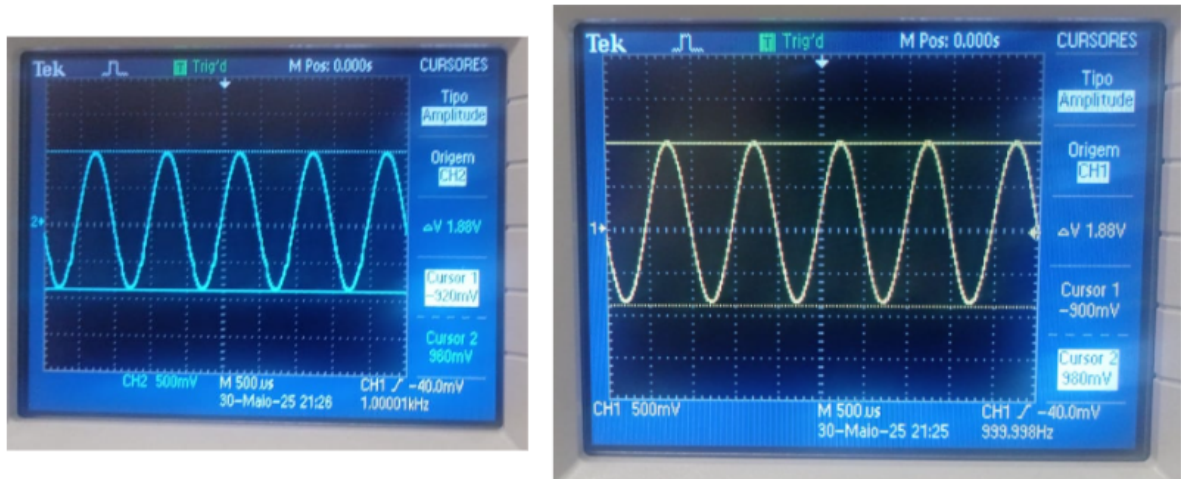 Tek
Trig'd
M Pos: 0.000s
CURSORES
Tipo
Amplitude
Origem
CH2
2
△V 1.88V
Cursor 1
-920mV
Cursor 2
960mV
CH2 500mV
M 500us
CH1
-40.0mV
30-Maio-25 21:26
1.00001kHz
Tek
Trig'd
M Pos: 0.000s
CURSORES
Tipo
Amplitude
Origem
CH1
1
△V 1.88V
Cursor 1
-900mV
Cursor 2
980mV
CH1 500mV
M 500us
CH1
-40.0mV
30-Maio-25 21:25
999.998Hz